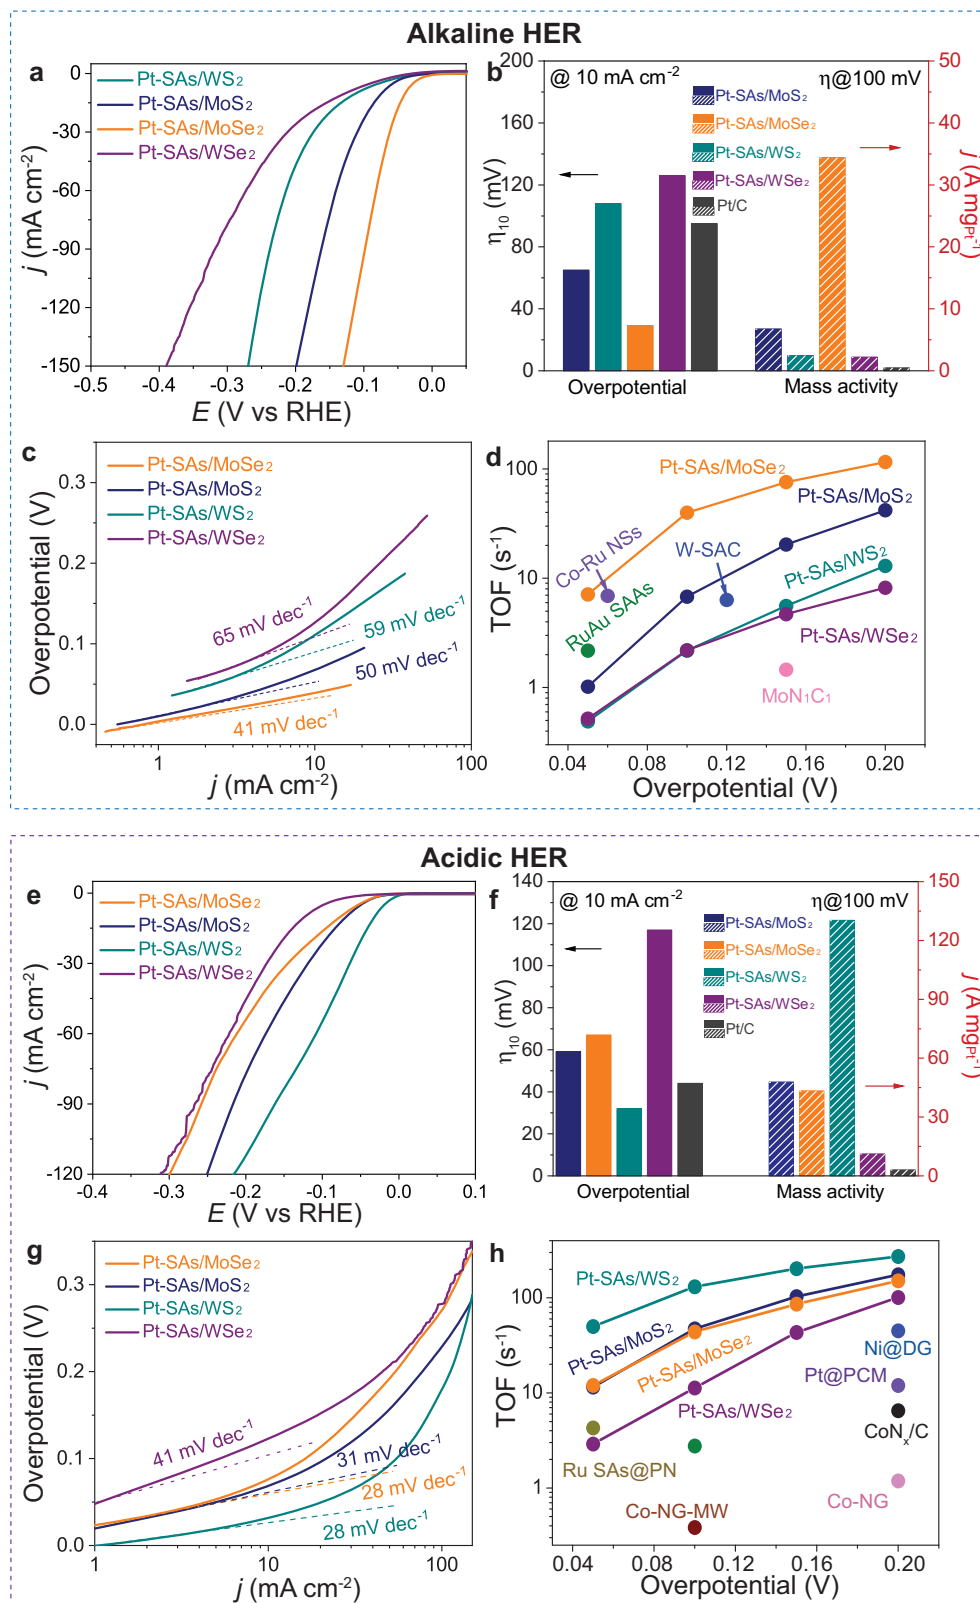 Alkaline HER
a
Pt-SAs/WS₂
Pt-SAs/MoS₂
Pt-SAs/MoSe₂
Pt-SAs/WSe₂
0
-30
-60
-90
-120
-150
j (mA cm⁻²)
-0.5 -0.4 -0.3 -0.2 -0.1 0.0
E (V vs RHE)
b
@ 10 mA cm⁻²
η@100 mV
Pt-SAs/MoS₂
Pt-SAs/MoSe₂
Pt-SAs/WS₂
Pt-SAs/WSe₂
Pt/C
200
160
120
80
40
0
η₁₀ (mV)
50
40
30
20
10
0
j (A mg_Pt⁻¹)
Overpotential Mass activity
c
Pt-SAs/MoSe₂
Pt-SAs/MoS₂
Pt-SAs/WS₂
Pt-SAs/WSe₂
0.3
0.2
0.1
0.0
Overpotential (V)
65 mV dec⁻¹
59 mV dec⁻¹
50 mV dec⁻¹
41 mV dec⁻¹
1 10 100
j (mA cm⁻²)
d
100
10
1
TOF (s⁻¹)
Pt-SAs/MoSe₂
Pt-SAs/MoS₂
Co-Ru NSs
W-SAC
RuAu SAAs
Pt-SAs/WS₂
Pt-SAs/WSe₂
MoN₁C₁
0.04 0.08 0.12 0.16 0.20
Overpotential (V)
Acidic HER
e
Pt-SAs/MoSe₂
Pt-SAs/MoS₂
Pt-SAs/WS₂
Pt-SAs/WSe₂
0
-30
-60
-90
-120
j (mA cm⁻²)
-0.4 -0.3 -0.2 -0.1 0.0 0.1
E (V vs RHE)
f
@ 10 mA cm⁻²
η@100 mV
Pt-SAs/MoS₂
Pt-SAs/MoSe₂
Pt-SAs/WS₂
Pt-SAs/WSe₂
Pt/C
140
120
100
80
60
40
20
0
η₁₀ (mV)
150
120
90
60
30
0
j (A mg_Pt⁻¹)
Overpotential Mass activity
g
Pt-SAs/MoSe₂
Pt-SAs/MoS₂
Pt-SAs/WS₂
Pt-SAs/WSe₂
0.3
0.2
0.1
0.0
Overpotential (V)
41 mV dec⁻¹
31 mV dec⁻¹
28 mV dec⁻¹
28 mV dec⁻¹
1 10 100
j (mA cm⁻²)
h
100
10
1
TOF (s⁻¹)
Pt-SAs/WS₂
Pt-SAs/MoS₂
Pt-SAs/MoSe₂
Ni@DG
Pt@PCM
Pt-SAs/WSe₂
CoNₓ/C
Ru SAs@PN
Co-NG
Co-NG-MW
0.04 0.08 0.12 0.16 0.20
Overpotential (V)